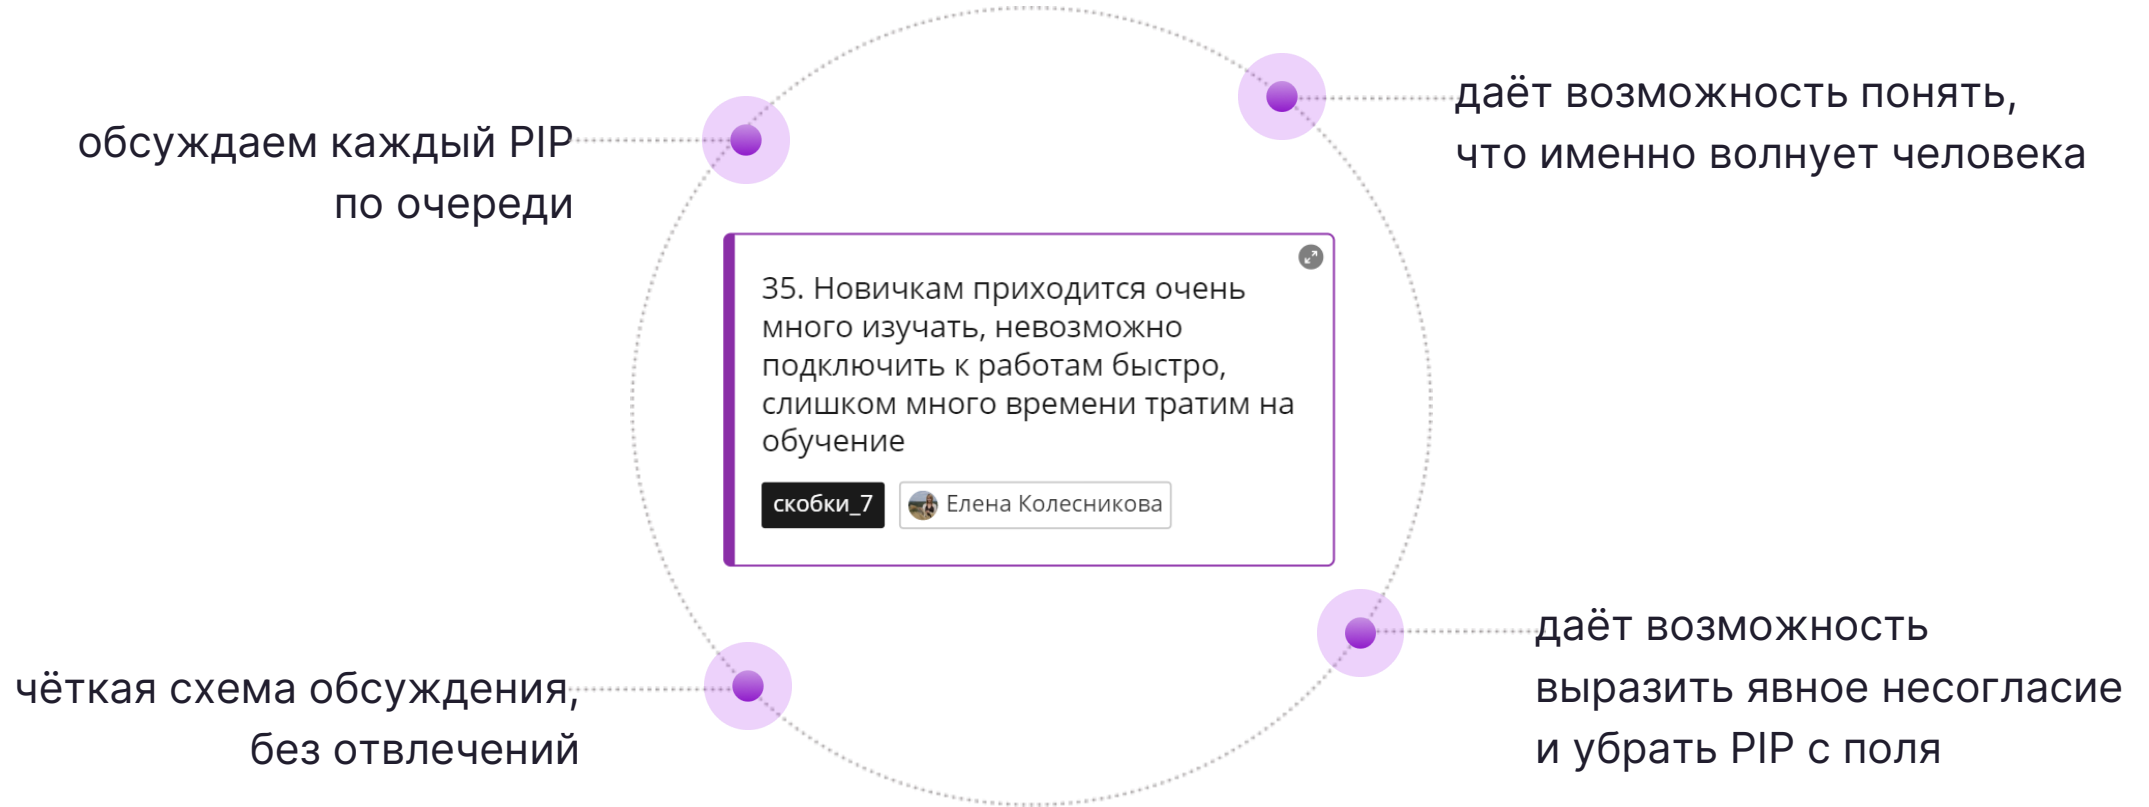 обсуждаем каждый PIP
по очереди
даёт возможность понять,
что именно волнует человека
35. Новичкам приходится очень
много изучать, невозможно
подключить к работам быстро,
слишком много времени тратим на
обучение
скобки_7
Елена Колесникова
чёткая схема обсуждения,
без отвлечений
даёт возможность
выразить явное несогласие
и убрать PIP с поля